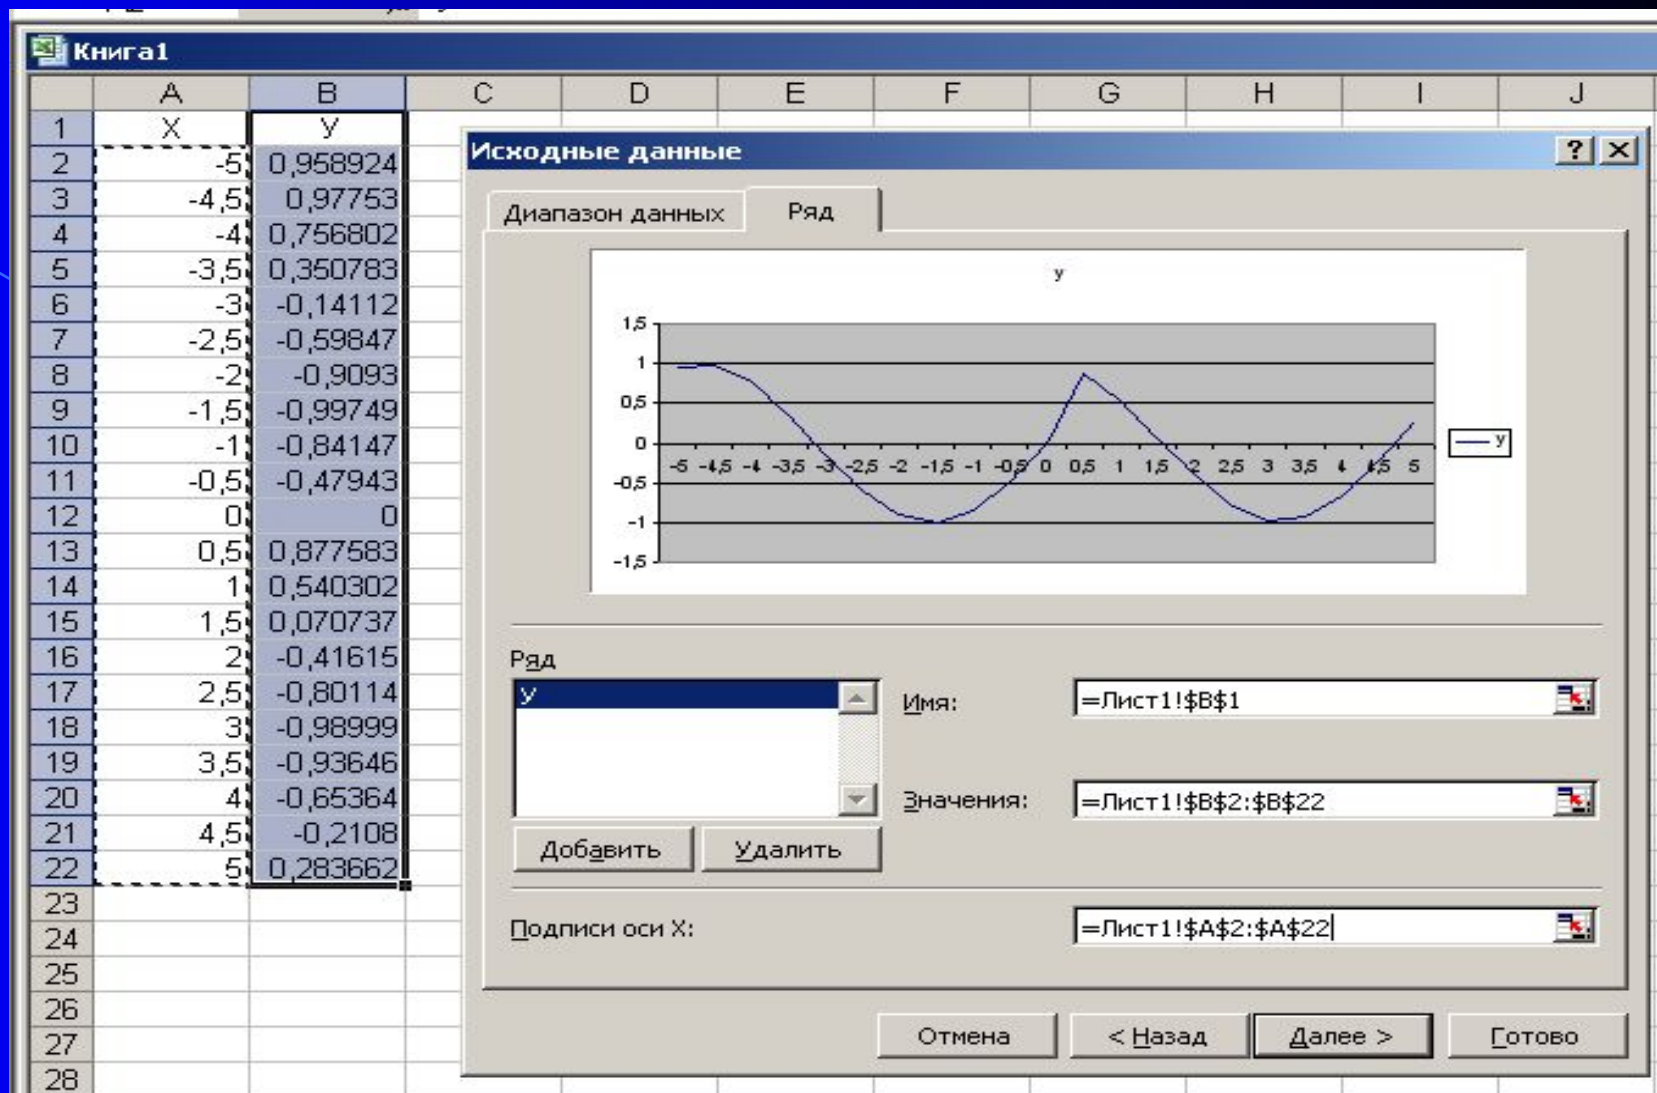 Книга1
A B C D E F G H I J
1 X У
2 -5 0,958924
3 -4,5 0,97753
4 -4 0,756802
5 -3,5 0,350783
6 -3 -0,14112
7 -2,5 -0,59847
8 -2 -0,9093
9 -1,5 -0,99749
10 -1 -0,84147
11 -0,5 -0,47943
12 0 0
13 0,5 0,877583
14 1 0,540302
15 1,5 0,070737
16 2 -0,41615
17 2,5 -0,80114
18 3 -0,98999
19 3,5 -0,93646
20 4 -0,65364
21 4,5 -0,2108
22 5 0,283662
23
24
25
26
27
28
Исходные данные
Диапазон данных Ряд
у
1,5
1
0,5
0
-0,5
-1
-1,5
-5 -4,5 -4 -3,5 -3 -2,5 -2 -1,5 -1 -0,5 0 0,5 1 1,5 2 2,5 3 3,5 4 4,5 5
у
Ряд
У
Имя: =Лист1!$B$1
Значения: =Лист1!$B$2:$B$22
Добавить Удалить
Подписи оси X: =Лист1!$A$2:$A$22
Отмена < Назад Далее > Готово